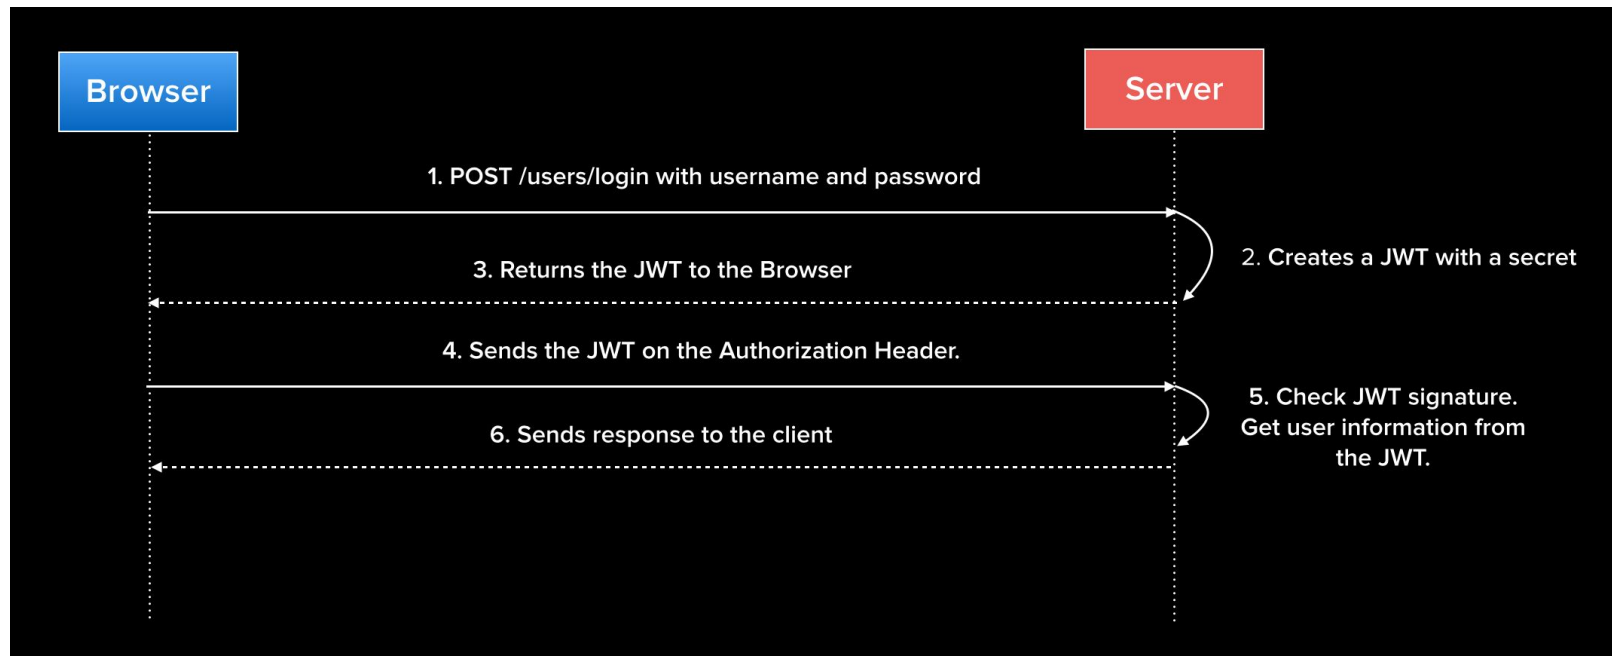 Browser
Server
1. POST /users/login with username and password
2. Creates a JWT with a secret
3. Returns the JWT to the Browser
4. Sends the JWT on the Authorization Header.
5. Check JWT signature.
Get user information from
the JWT.
6. Sends response to the client